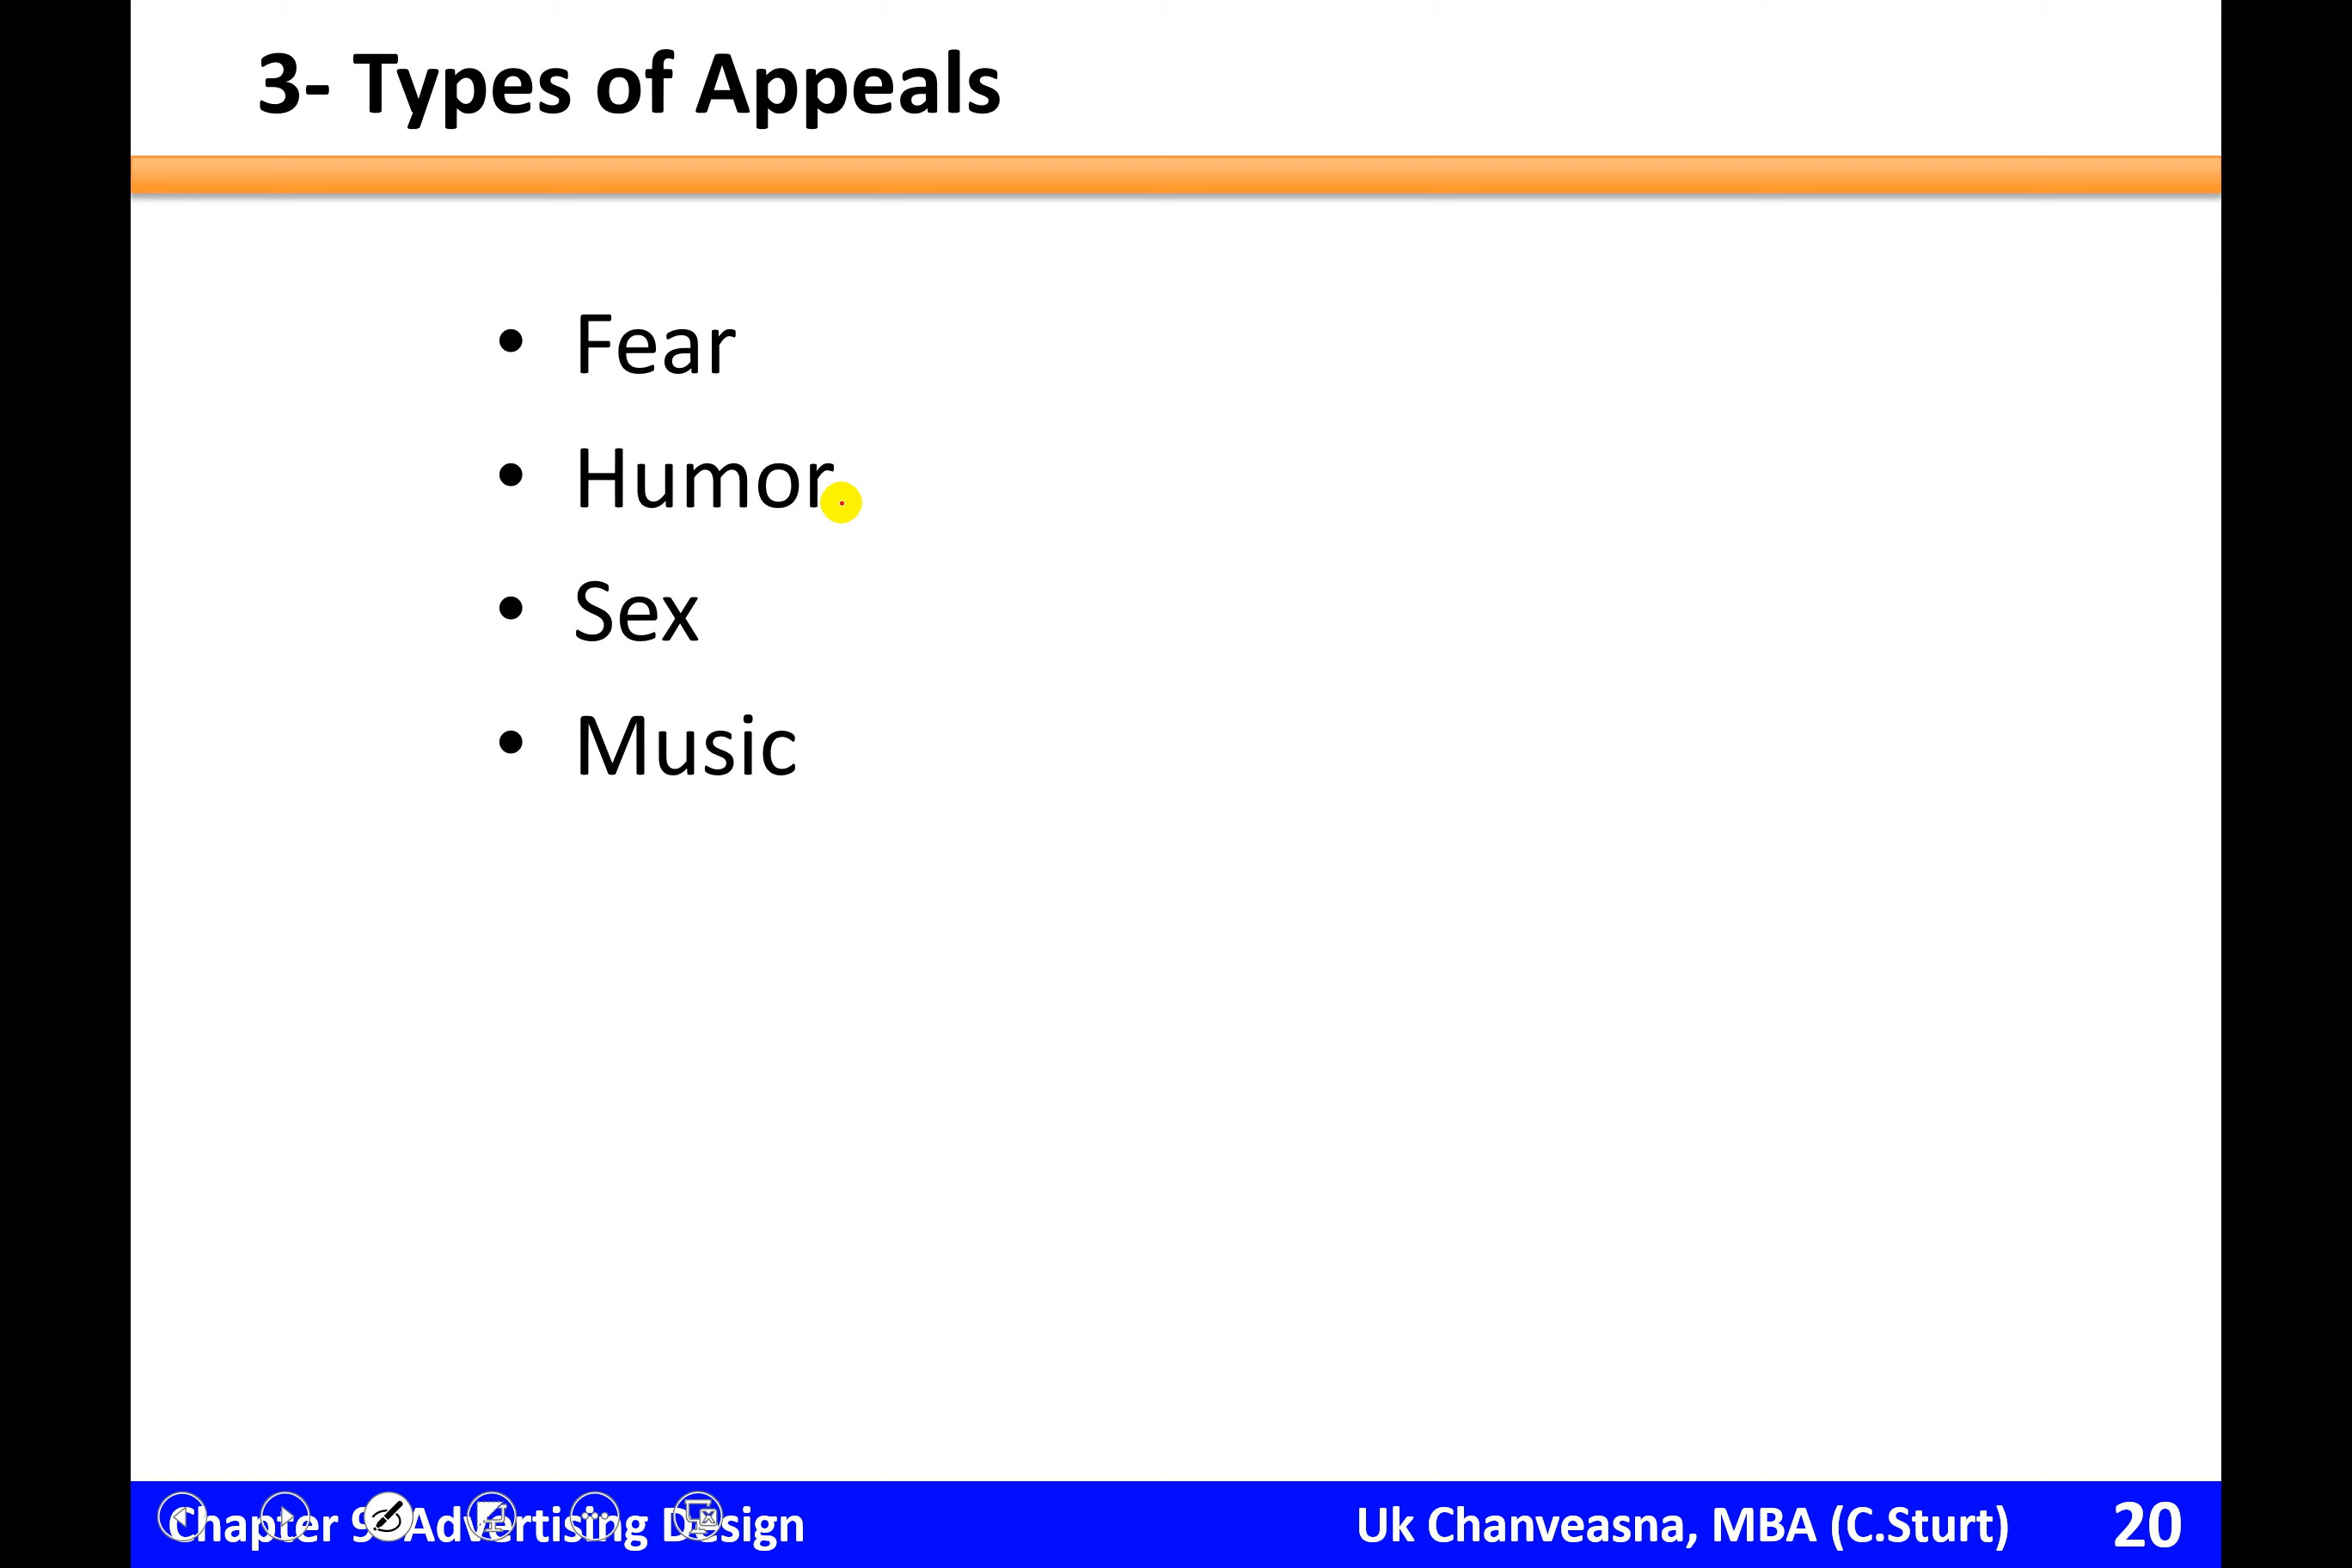 3- Types of Appeals
• Fear
• Humor
• Sex
• Music
Chapter 9 Advertising Design
Uk Chanveasna, MBA (C.Sturt)
20